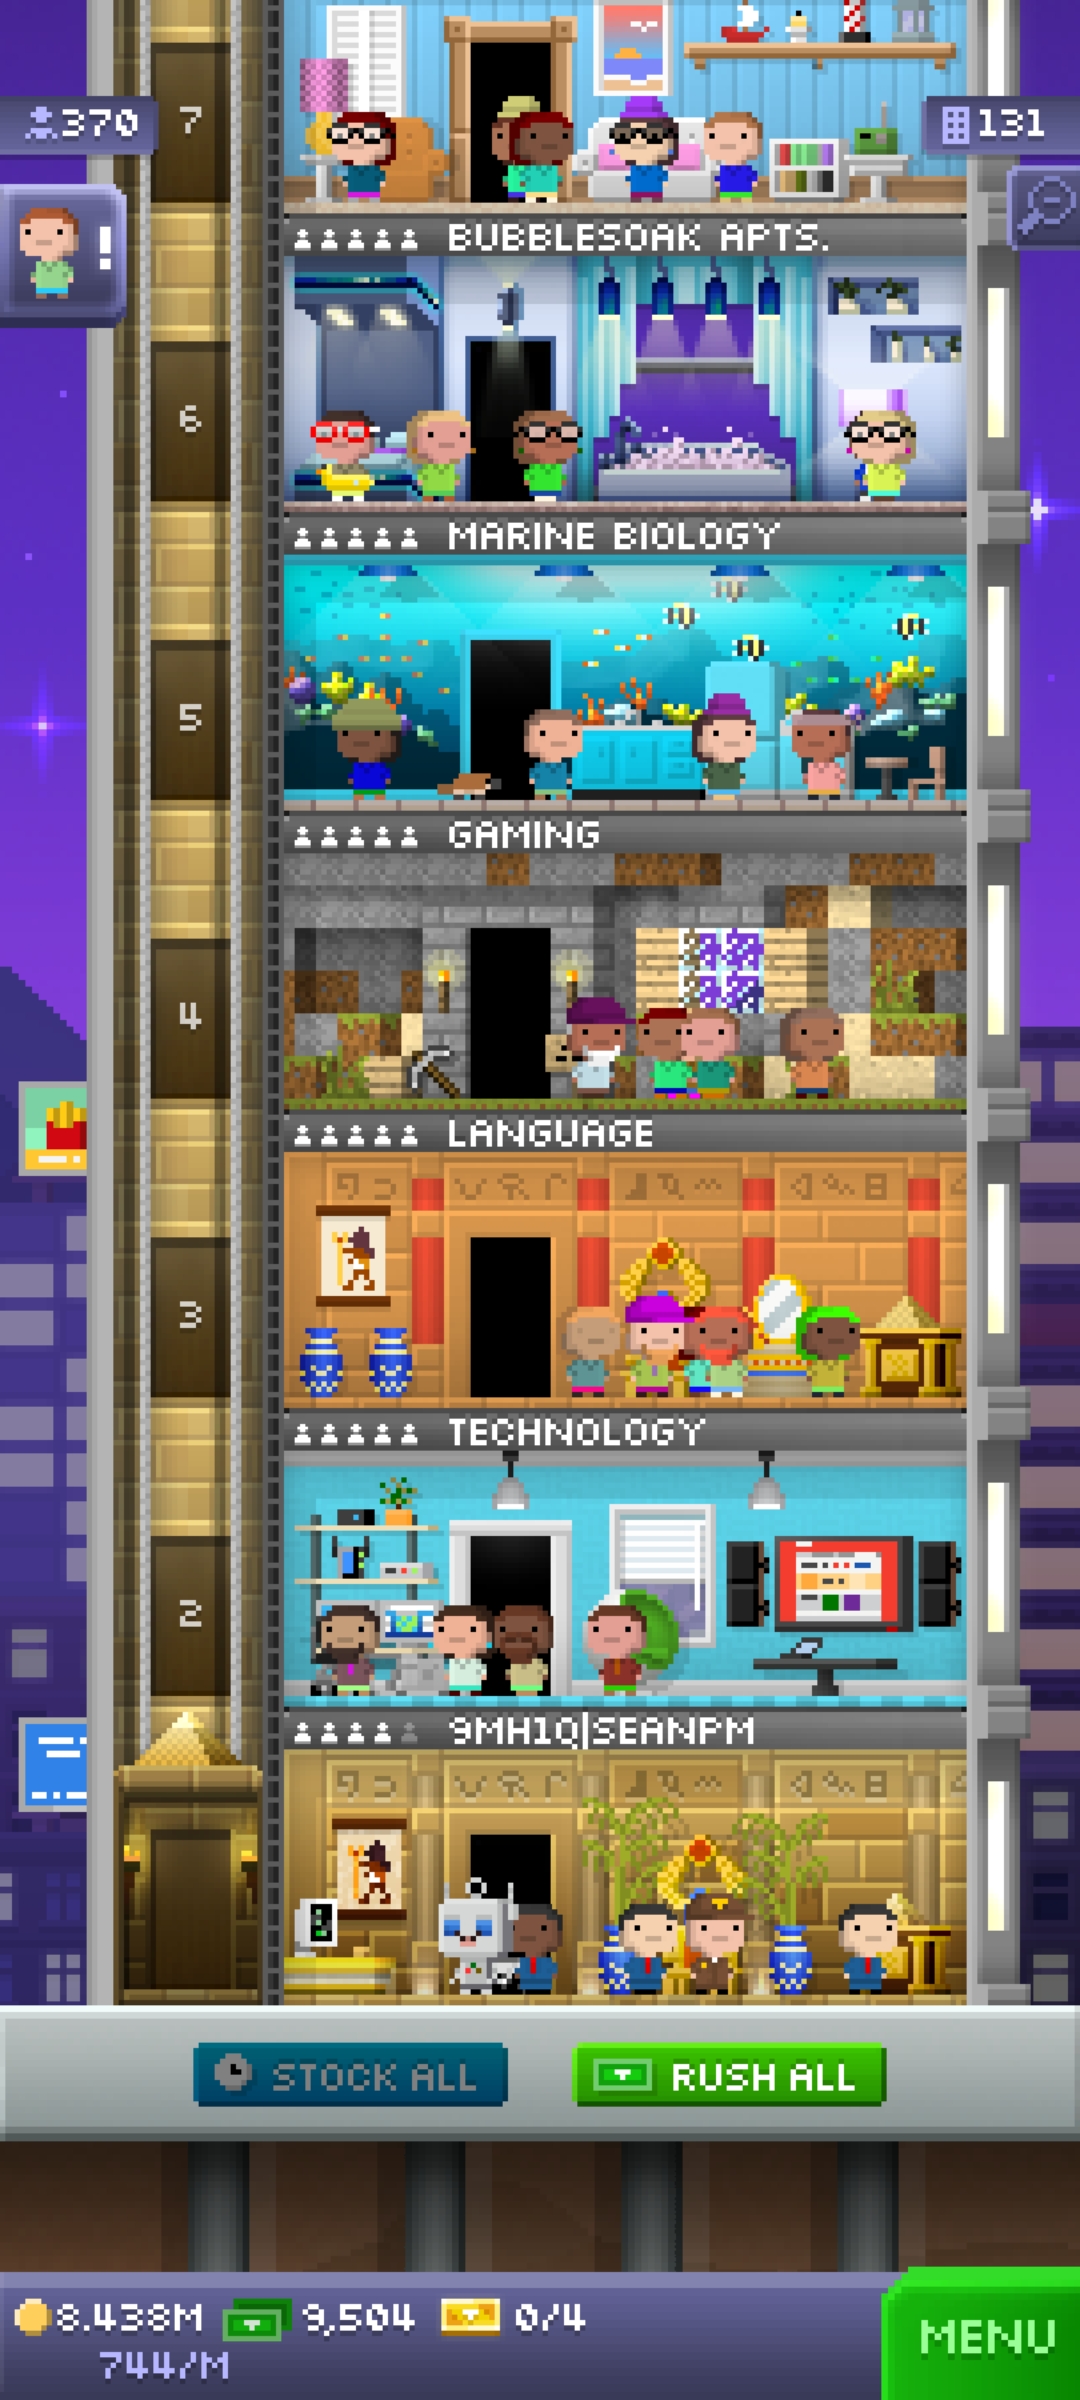 7
370
131
!
BUBBLESOAK APTS.
6
MARINE BIOLOGY
5
GAMING
4
LANGUAGE
3
TECHNOLOGY
2
9MH1Q|SEANPM
STOCK ALL
RUSH ALL
8.438M
9,504
0/4
744/M
MENU